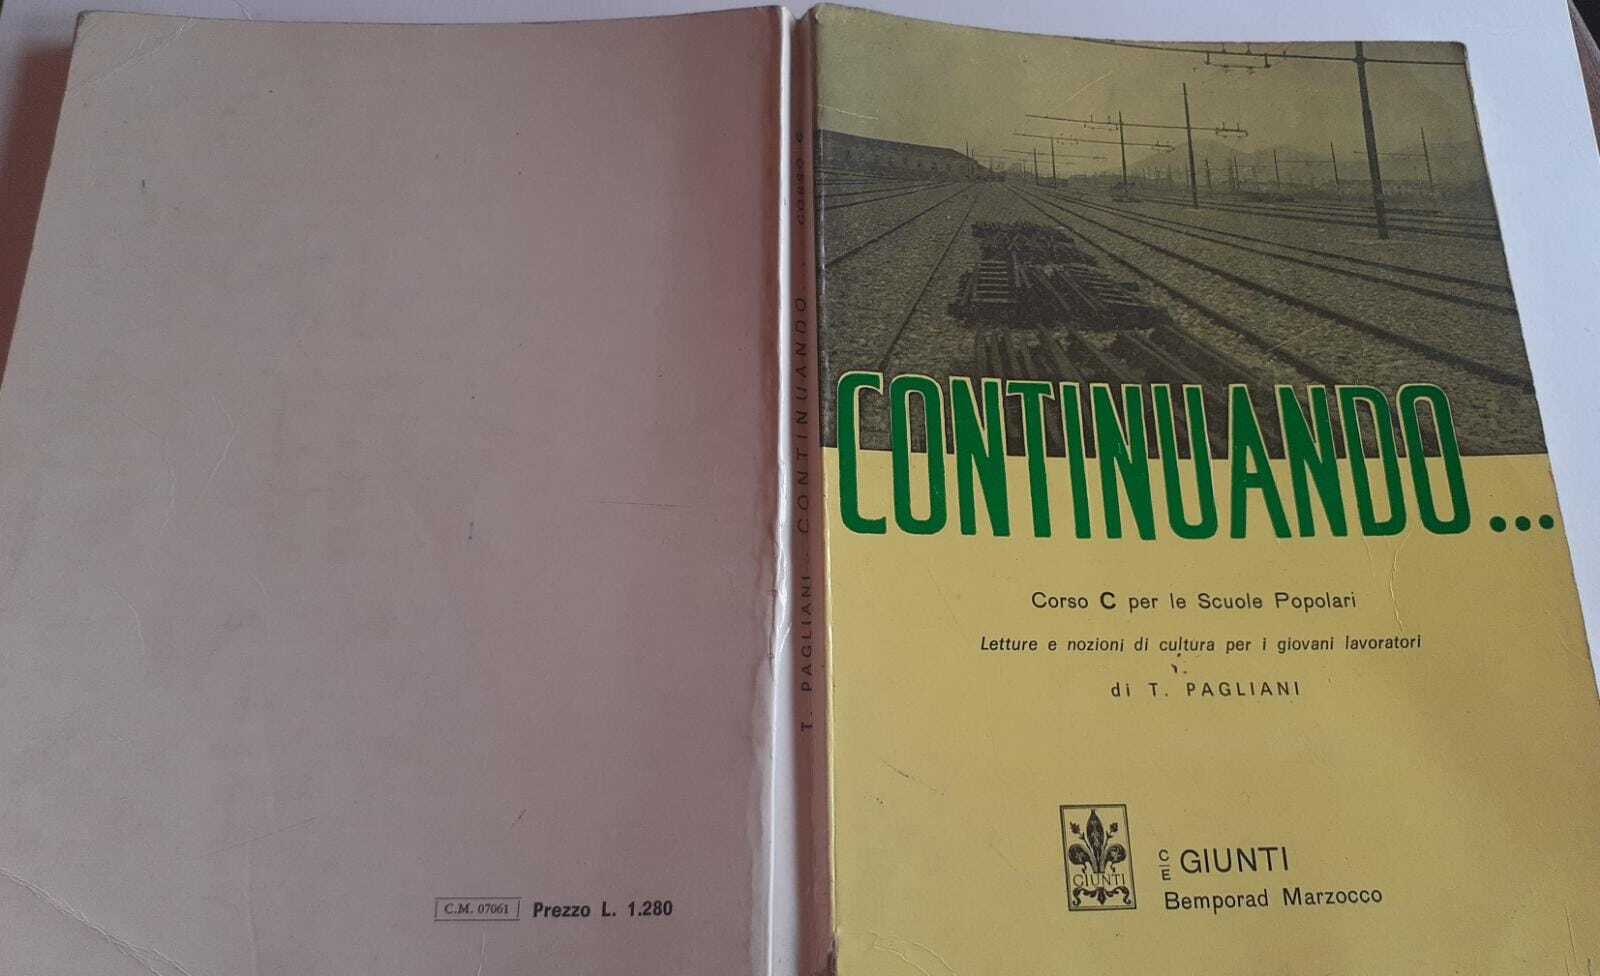 C.M. 07061 Prezzo L. 1.280
T. PAGLIANI - CONTINUANDO... - CORSO C
CONTINUANDO...
Corso C per le Scuole Popolari
Letture e nozioni di cultura per i giovani lavoratori
di T. PAGLIANI
GIUNTI
C/E GIUNTI
Bemporad Marzocco